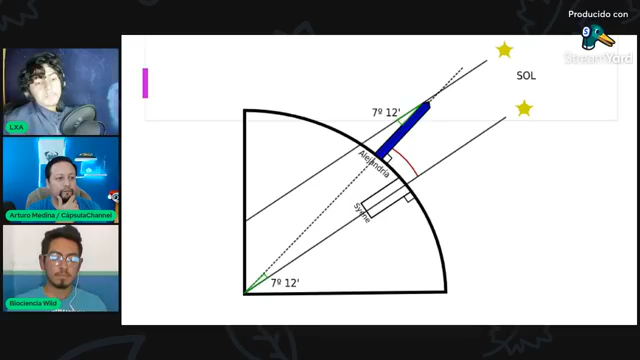 Producido con
StreamYard
SOL
7º 12'
Alejandría
Syene
7º 12'
LXA
Arturo Medina / CápsulaChannel
Biociencia Wild